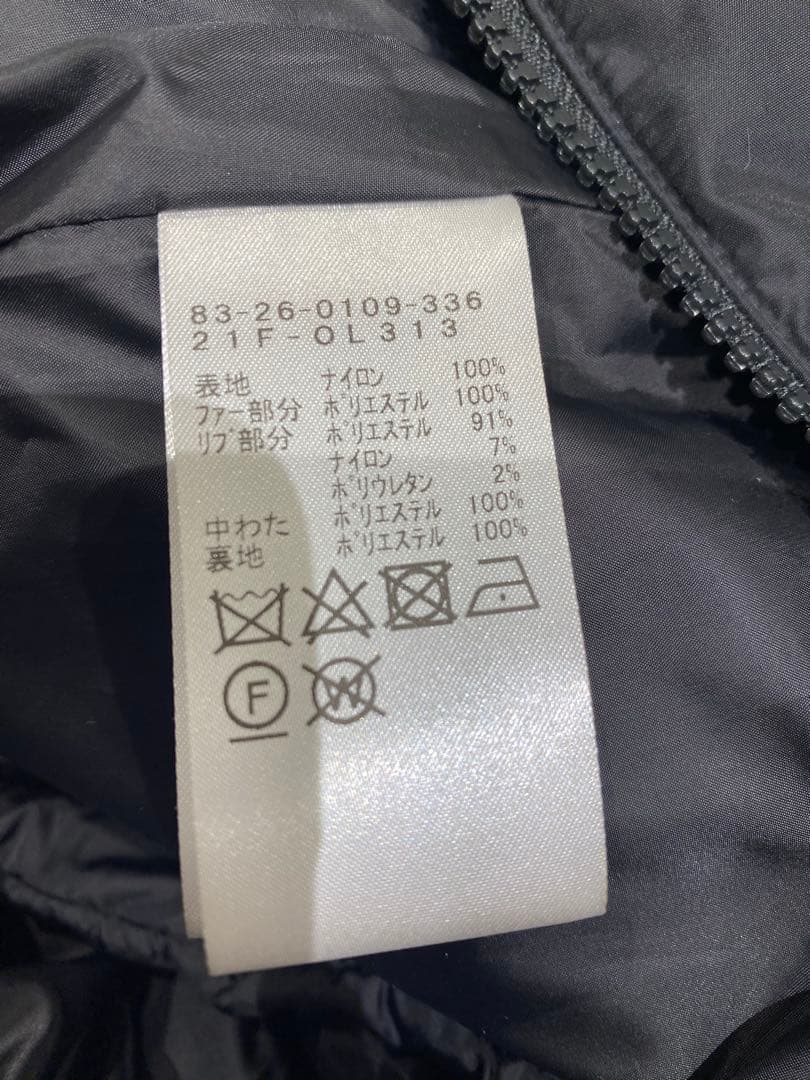 83-26-0109-336
21F-OL313
表地 ナイロン 100%
ファー部分 ポリエステル 100%
リブ部分 ポリエステル 91%
ナイロン 7%
ポリウレタン 2%
中わた ポリエステル 100%
裏地 ポリエステル 100%
F W